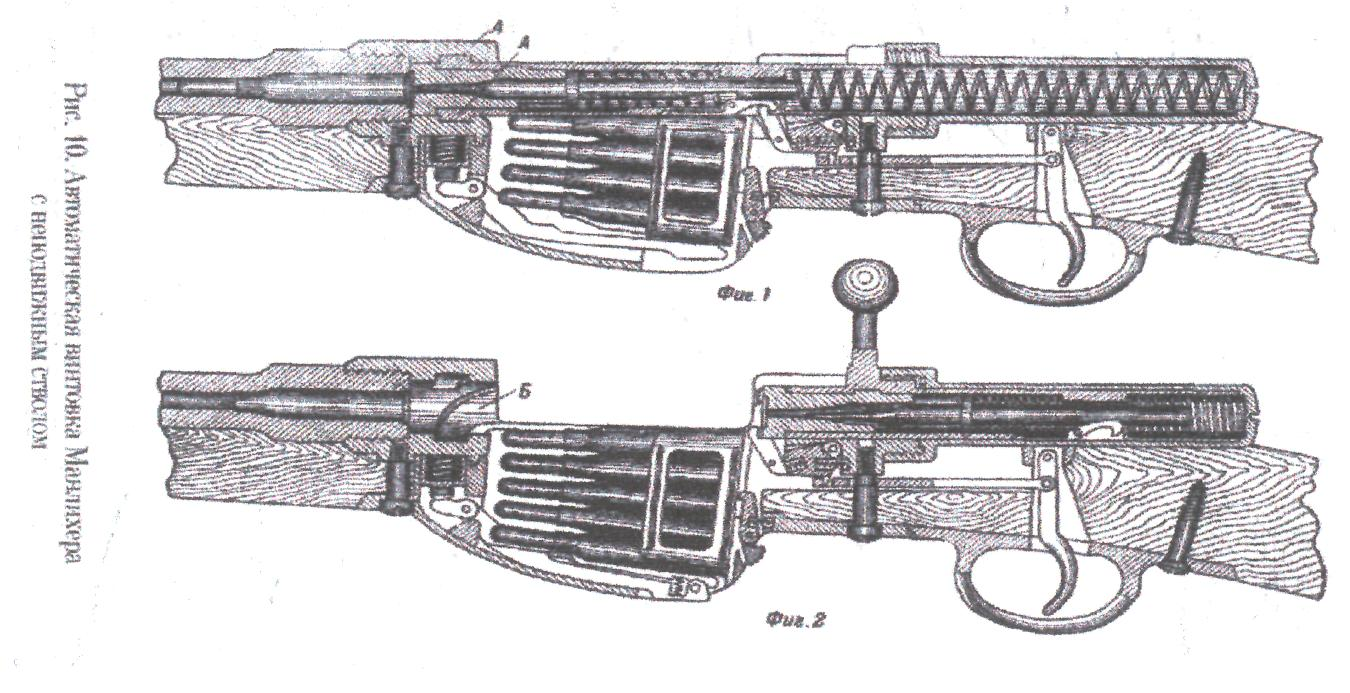 Рис. 10. Автоматическая винтовка Манлихера
с неподвижным стволом
А
А
Фиг. 1
Б
Фиг. 2